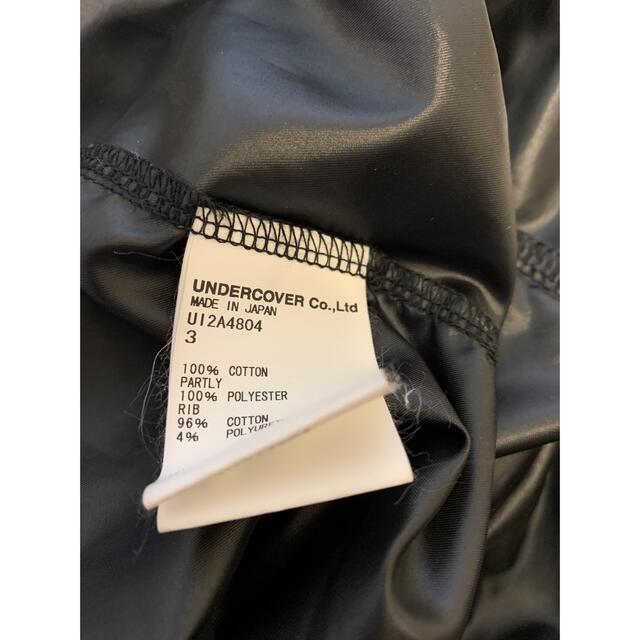 UNDERCOVER Co.,Ltd
MADE IN JAPAN
UI2A4804
3
100% COTTON
PARTLY
100% POLYESTER
RIB
96% COTTON
4%